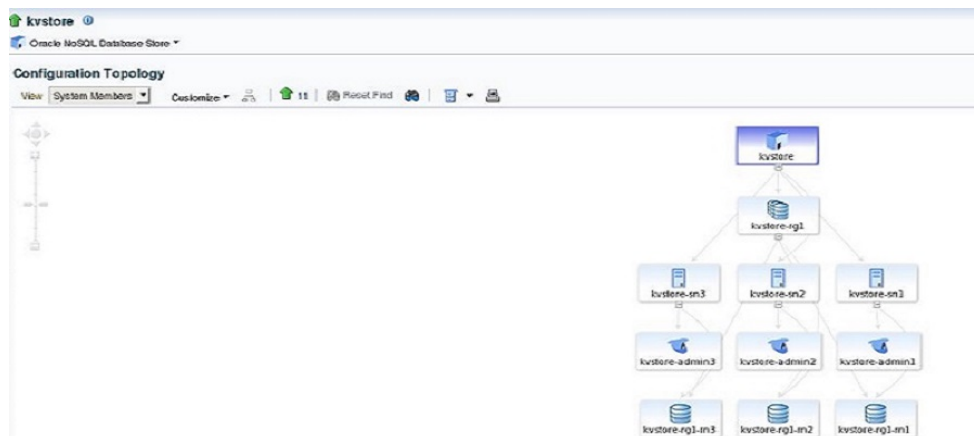 kvstore
Oracle NoSQL Database Store
Configuration Topology
View System Members Customize 11 Reset Find
kvstore
kvstore-rg1
kvstore-sn3 kvstore-sn2 kvstore-sn1
kvstore-admin3 kvstore-admin2 kvstore-admin1
kvstore-rg1-rn3 kvstore-rg1-rn2 kvstore-rg1-rn1